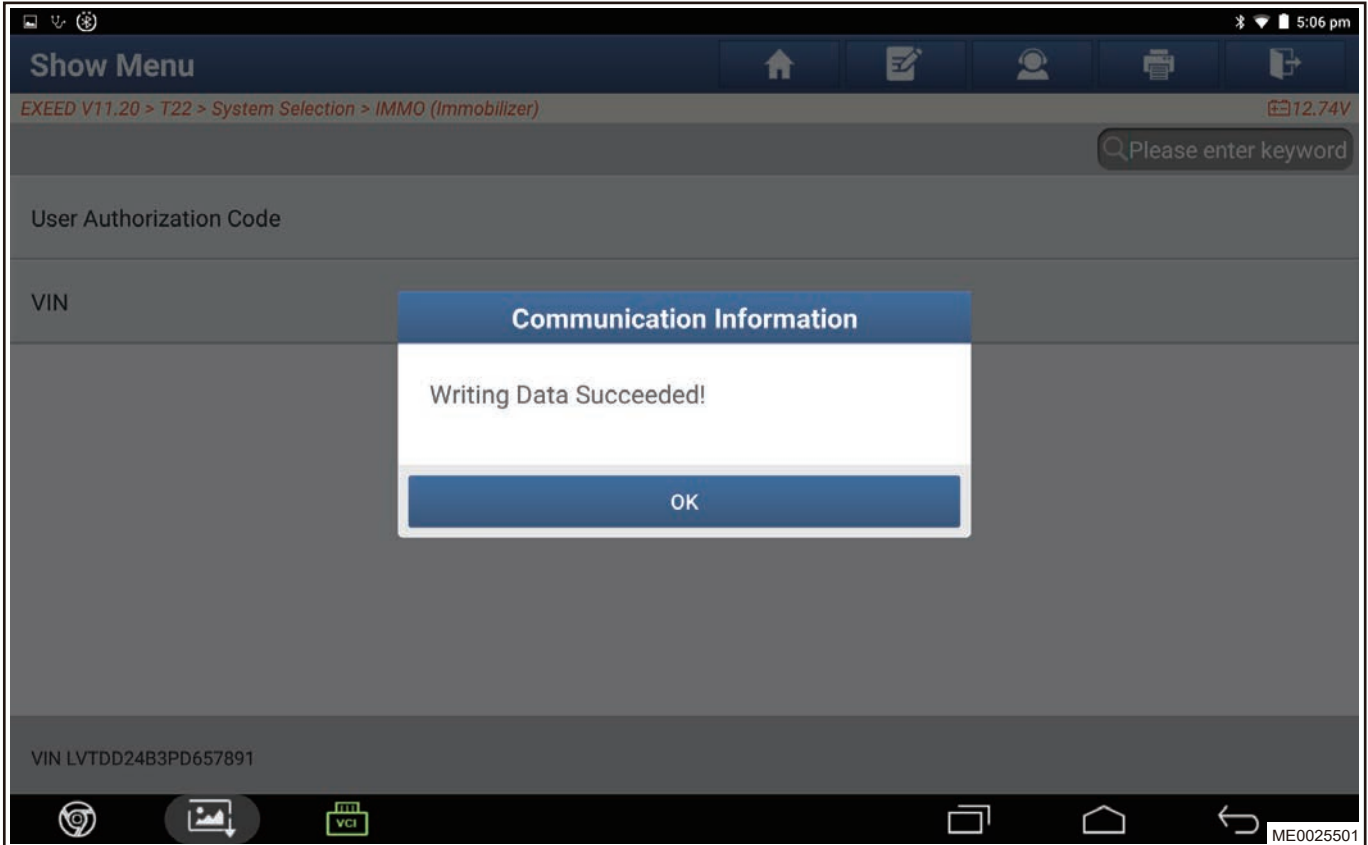 5:06 pm
Show Menu
EXEED V11.20 > T22 > System Selection > IMMO (Immobilizer)
12.74V
Please enter keyword
User Authorization Code
VIN
Communication Information
Writing Data Succeeded!
OK
VIN LVTDD24B3PD657891
VCI
ME0025501